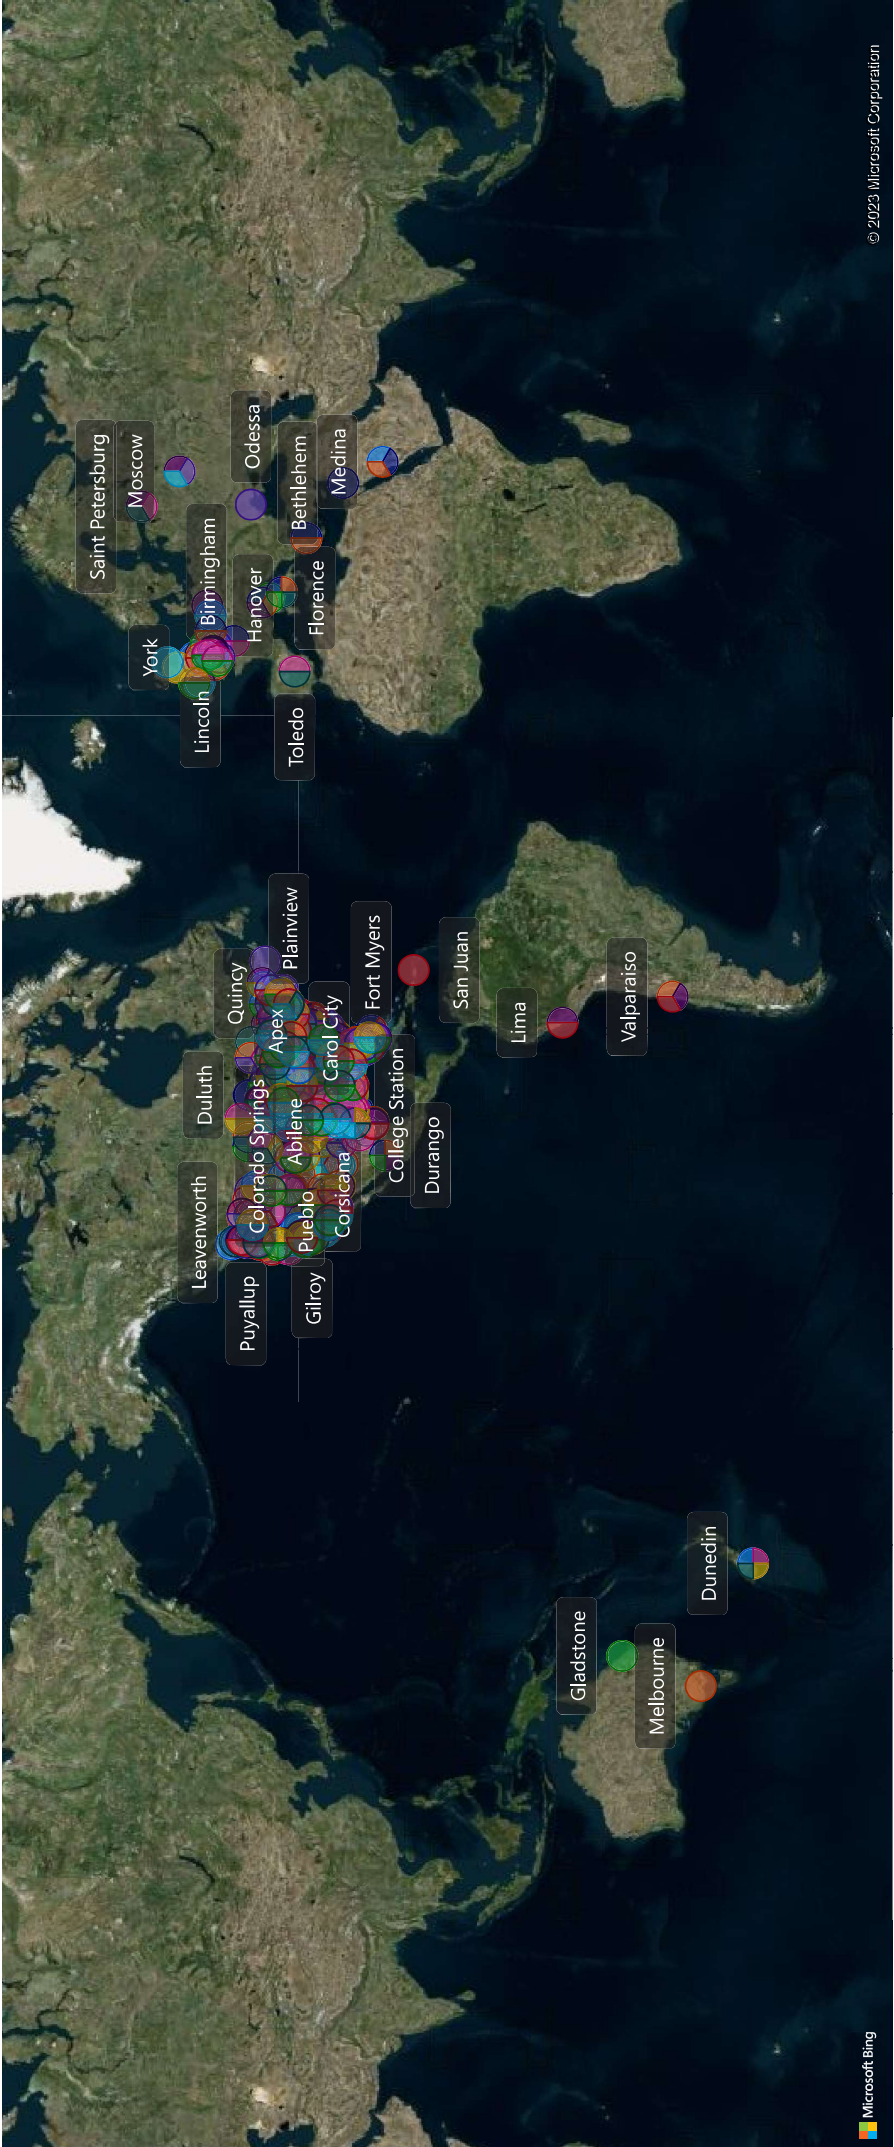 Saint Petersburg
Moscow
York
Birmingham
Odessa
Lincoln
Hanover
Bethlehem
Medina
Florence
Toledo
Quincy
Plainview
Duluth
Apex
Carol City
Fort Myers
San Juan
Leavenworth
Colorado Springs
Abilene
College Station
Durango
Puyallup
Pueblo
Corsicana
Gilroy
Lima
Valparaiso
Dunedin
Gladstone
Melbourne
Microsoft Bing
© 2023 Microsoft Corporation